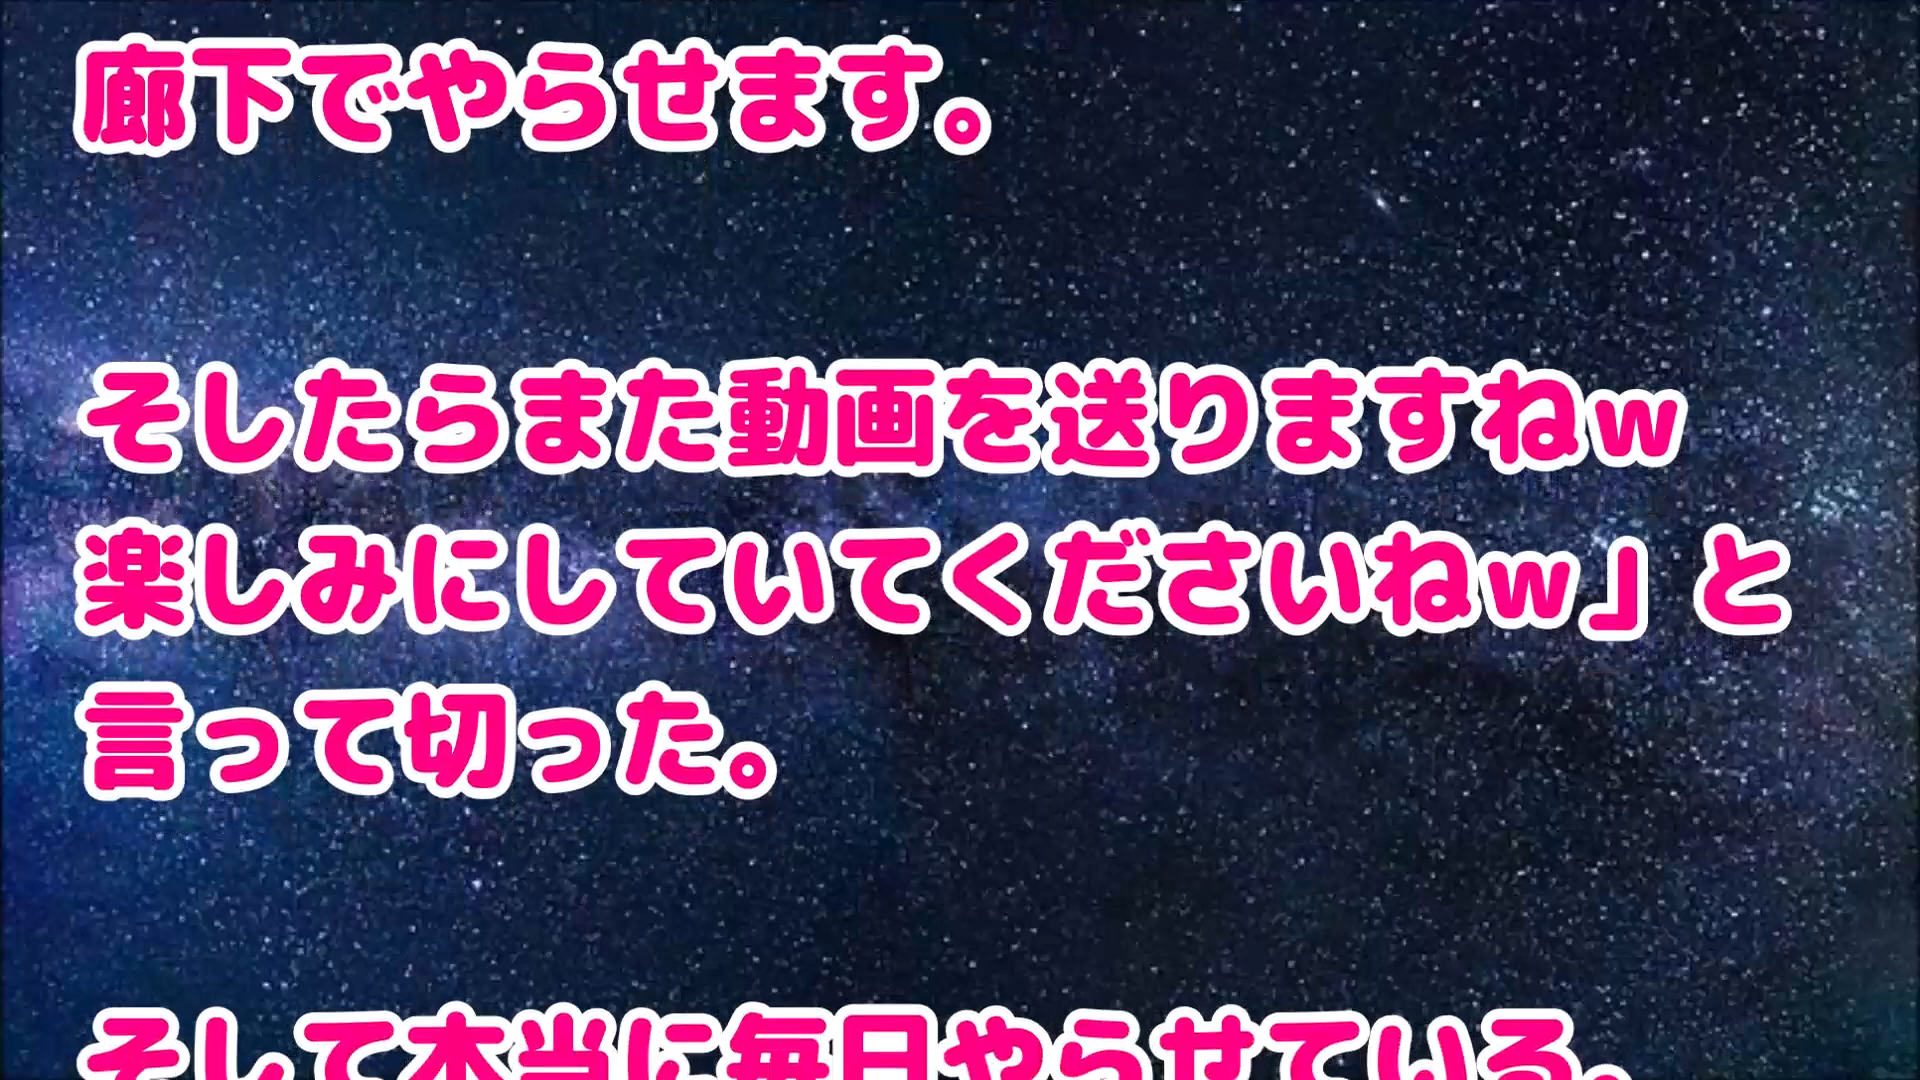 廊下でやらせます。
そしたらまた動画を送りますねw
楽しみにしていてくださいねw」と
言って切った。
そして本当に毎日やらせている。